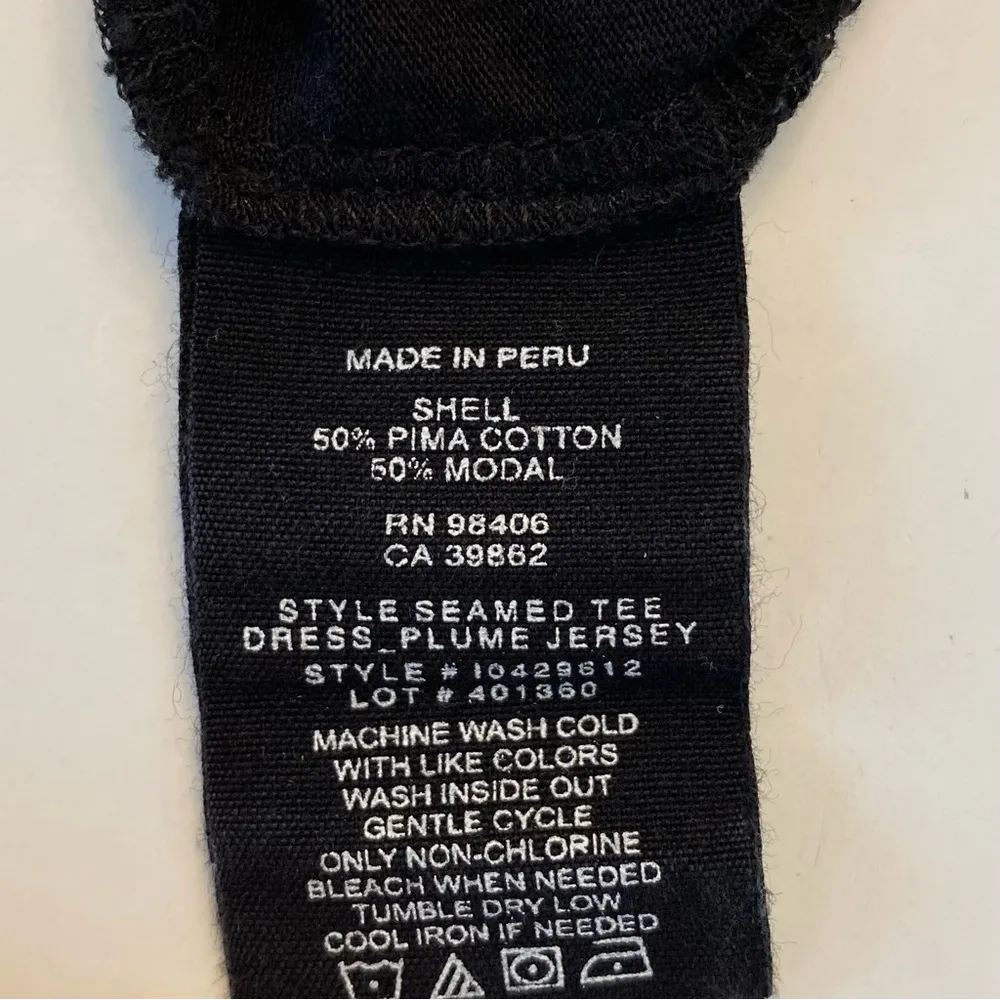 MADE IN PERU
SHELL
50% PIMA COTTON
50% MODAL
RN 98406
CA 39862
STYLE SEAMED TEE
DRESS_PLUME JERSEY
STYLE # I0429612
LOT # 401360
MACHINE WASH COLD
WITH LIKE COLORS
WASH INSIDE OUT
GENTLE CYCLE
ONLY NON-CHLORINE
BLEACH WHEN NEEDED
TUMBLE DRY LOW
COOL IRON IF NEEDED